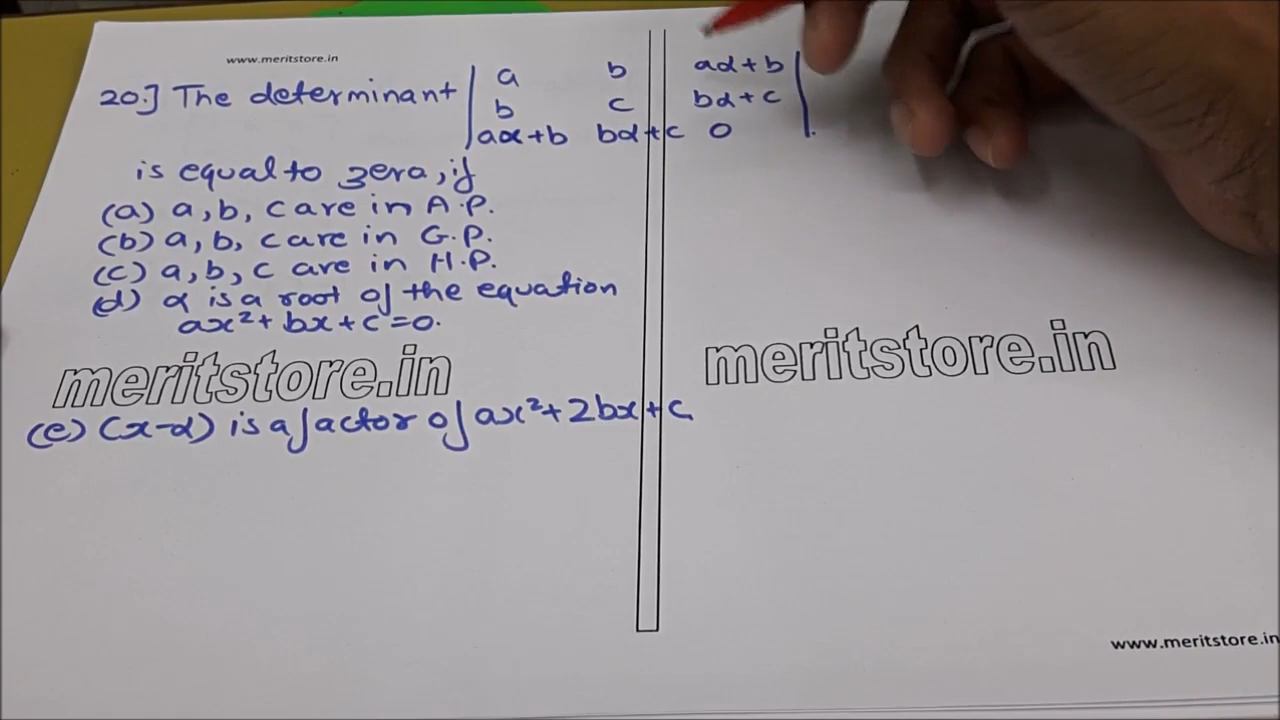 www.meritstore.in
20.] The determinant | a b aα+b |
| b c bα+c |
| aα+b bα+c 0 |.
is equal to zero, if
(a) a, b, c are in A.P.
(b) a, b, c are in G.P.
(c) a, b, c are in H.P.
(d) α is a root of the equation
ax²+bx+c=0.
meritstore.in
meritstore.in
(e) (x-α) is a factor of ax²+2bx+c
www.meritstore.in